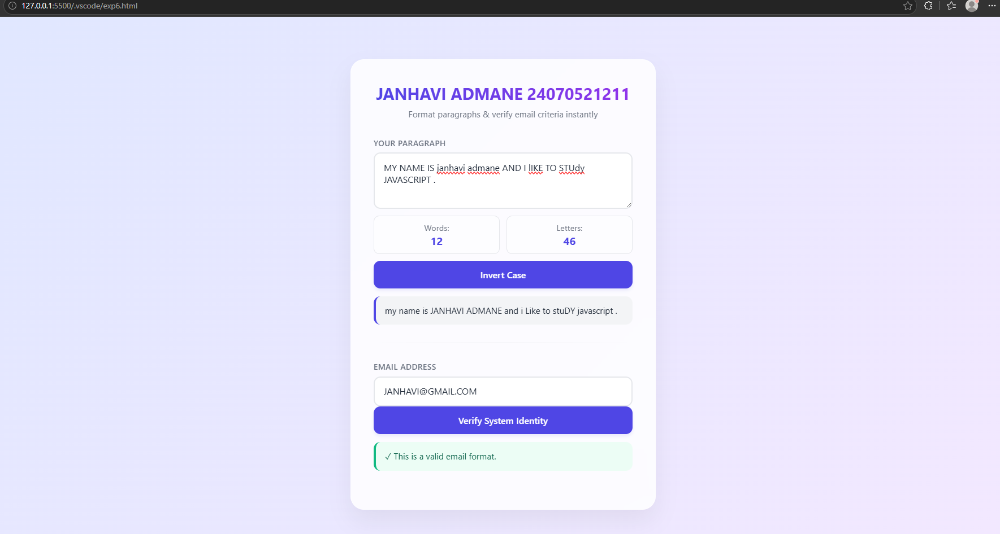 127.0.0.1:5500/.vscode/exp6.html
JANHAVI ADMANE 24070521211
Format paragraphs & verify email criteria instantly
YOUR PARAGRAPH
MY NAME IS janhavi admane AND I lIKE TO STUdy
JAVASCRIPT .
Words:
12
Letters:
46
Invert Case
my name is JANHAVI ADMANE and i Like to stuDY javascript .
EMAIL ADDRESS
JANHAVI@GMAIL.COM
Verify System Identity
✓ This is a valid email format.